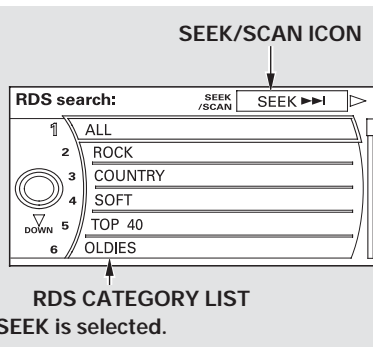 SEEK/SCAN ICON
RDS search:
SEEK
/SCAN
SEEK
1 ALL
2 ROCK
3 COUNTRY
4 SOFT
DOWN 5 TOP 40
6 OLDIES
RDS CATEGORY LIST
SEEK is selected.